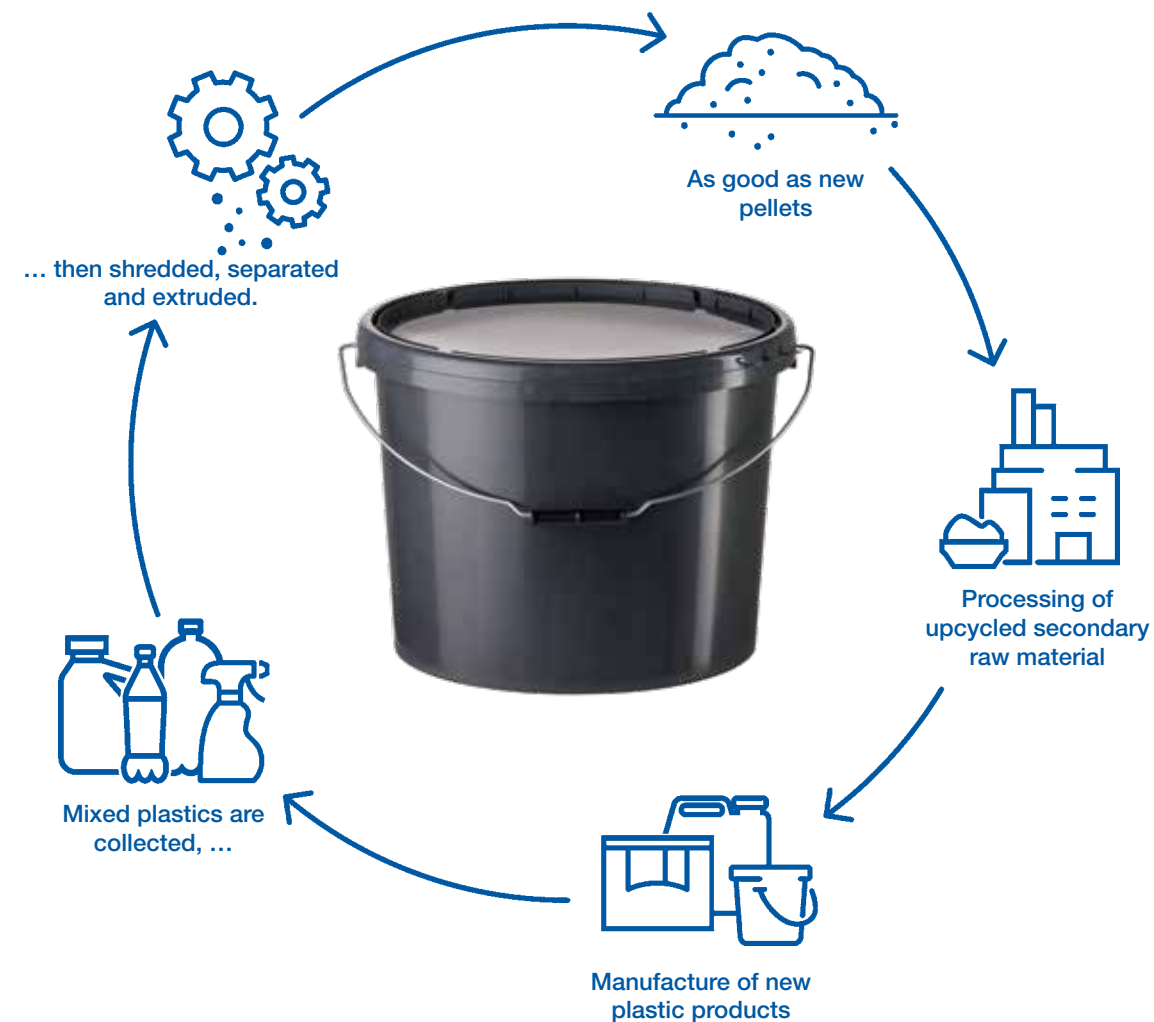 As good as new
pellets
… then shredded, separated
and extruded.
Processing of
upcycled secondary
raw material
Mixed plastics are
collected, …
Manufacture of new
plastic products